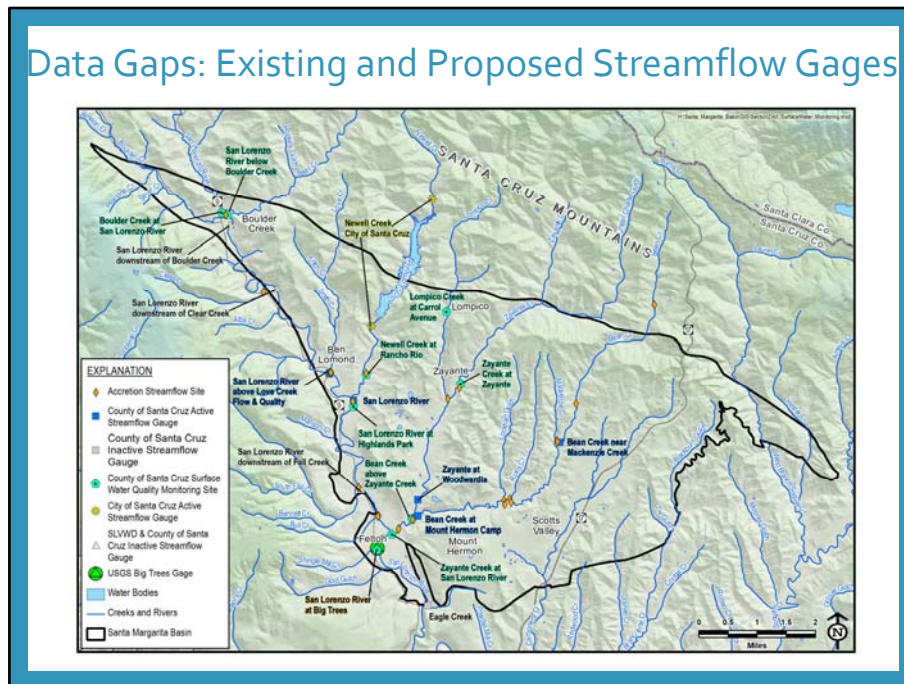 Data Gaps: Existing and Proposed Streamflow Gages
SANTA CRUZ MOUNTAINS
Santa Clara Co.
Santa Cruz Co.
San Lorenzo
River below
Boulder Creek
Boulder Creek at
San Lorenzo River
Boulder
Creek
San Lorenzo River
downstream of Boulder Creek
Newell Creek,
City of Santa Cruz
San Lorenzo River
downstream of Clear Creek
Lompico Creek
at Carrol
Avenue
Lompico
Ben
Lomond
Newell Creek at
Rancho Rio
Zayante
Zayante
Creek at
Zayante
San Lorenzo River
above Love Creek
Flow & Quality
San Lorenzo River
San Lorenzo River at
Highlands Park
Bean Creek near
Mackenzie Creek
San Lorenzo River
downstream of Fall Creek
Bean Creek
above
Zayante Creek
Zayante at
Woodwardia
Bean Creek at
Mount Hermon Camp
Scotts
Valley
Felton
Mount
Hermon
Zayante Creek at
San Lorenzo River
San Lorenzo River
at Big Trees
Eagle Creek
EXPLANATION
Accretion Streamflow Site
County of Santa Cruz Active
Streamflow Gauge
County of Santa Cruz
Inactive Streamflow
Gauge
County of Santa Cruz Surface
Water Quality Monitoring Site
City of Santa Cruz Active
Streamflow Gauge
SLVWD & County of Santa
Cruz Inactive Streamflow
Gauge
USGS Big Trees Gage
Water Bodies
Creeks and Rivers
Santa Margarita Basin
0 0.5 1 1.5 2
Miles
N